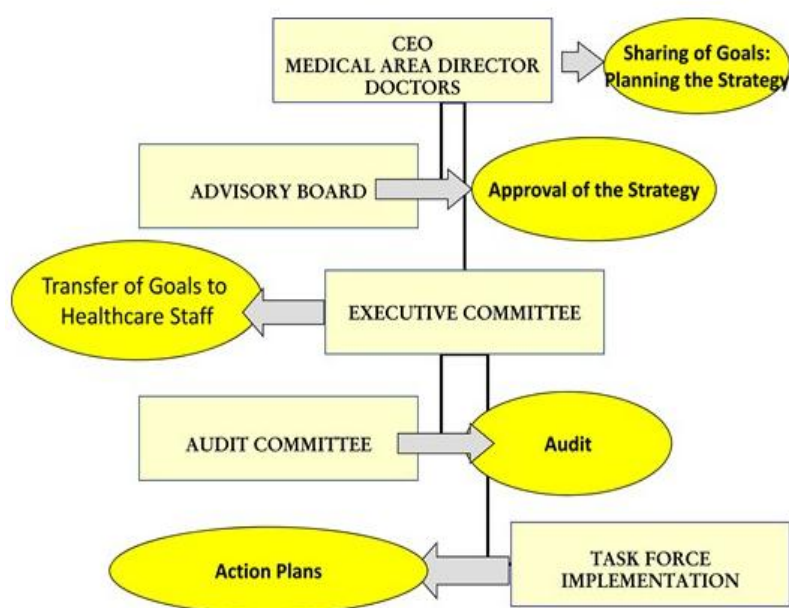 CEO
MEDICAL AREA DIRECTOR
DOCTORS
Sharing of Goals:
Planning the Strategy
ADVISORY BOARD
Approval of the Strategy
Transfer of Goals to
Healthcare Staff
EXECUTIVE COMMITTEE
AUDIT COMMITTEE
Audit
Action Plans
TASK FORCE
IMPLEMENTATION